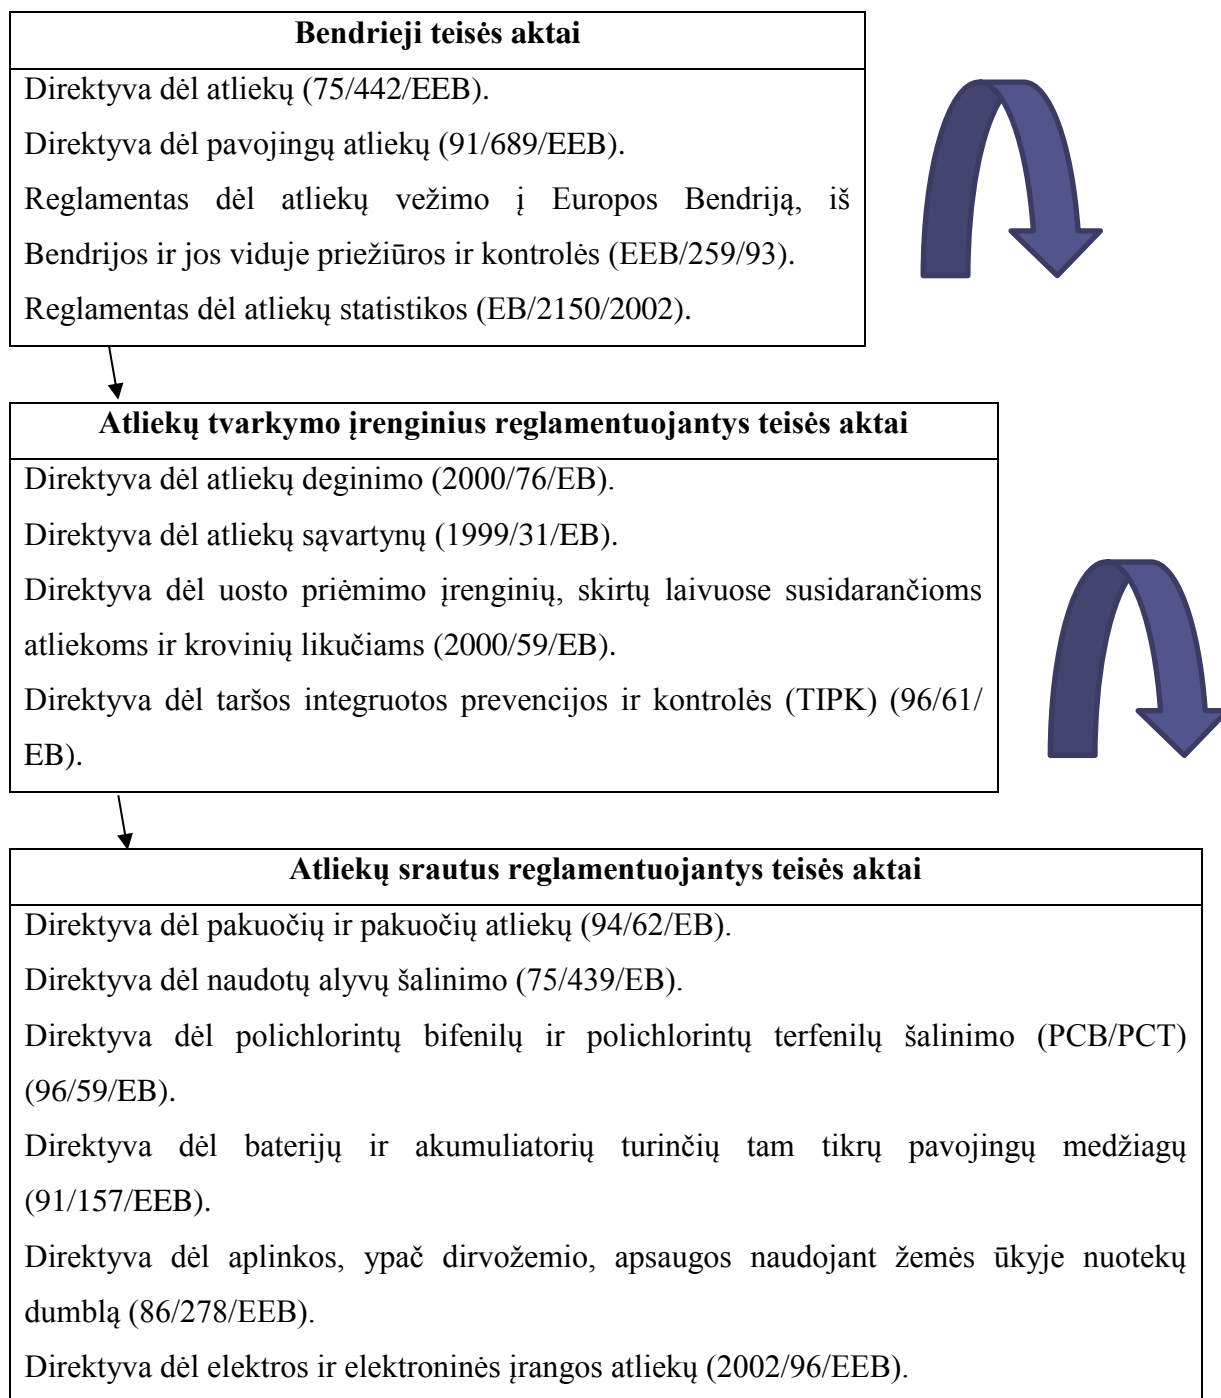 Bendrieji teisės aktai
Direktyva dėl atliekų (75/442/EEB).
Direktyva dėl pavojingų atliekų (91/689/EEB).
Reglamentas dėl atliekų vežimo į Europos Bendriją, iš
Bendrijos ir jos viduje priežiūros ir kontrolės (EEB/259/93).
Reglamentas dėl atliekų statistikos (EB/2150/2002).
Atliekų tvarkymo įrenginius reglamentuojantys teisės aktai
Direktyva dėl atliekų deginimo (2000/76/EB).
Direktyva dėl atliekų sąvartynų (1999/31/EB).
Direktyva dėl uosto priėmimo įrenginių, skirtų laivuose susidarančioms
atliekoms ir krovinių likučiams (2000/59/EB).
Direktyva dėl taršos integruotos prevencijos ir kontrolės (TIPK) (96/61/
EB).
Atliekų srautus reglamentuojantys teisės aktai
Direktyva dėl pakuočių ir pakuočių atliekų (94/62/EB).
Direktyva dėl naudotų alyvų šalinimo (75/439/EB).
Direktyva dėl polichlorintų bifenilų ir polichlorintų terfenilų šalinimo (PCB/PCT)
(96/59/EB).
Direktyva dėl baterijų ir akumuliatorių turinčių tam tikrų pavojingų medžiagų
(91/157/EEB).
Direktyva dėl aplinkos, ypač dirvožemio, apsaugos naudojant žemės ūkyje nuotekų
dumblą (86/278/EEB).
Direktyva dėl elektros ir elektroninės įrangos atliekų (2002/96/EEB).